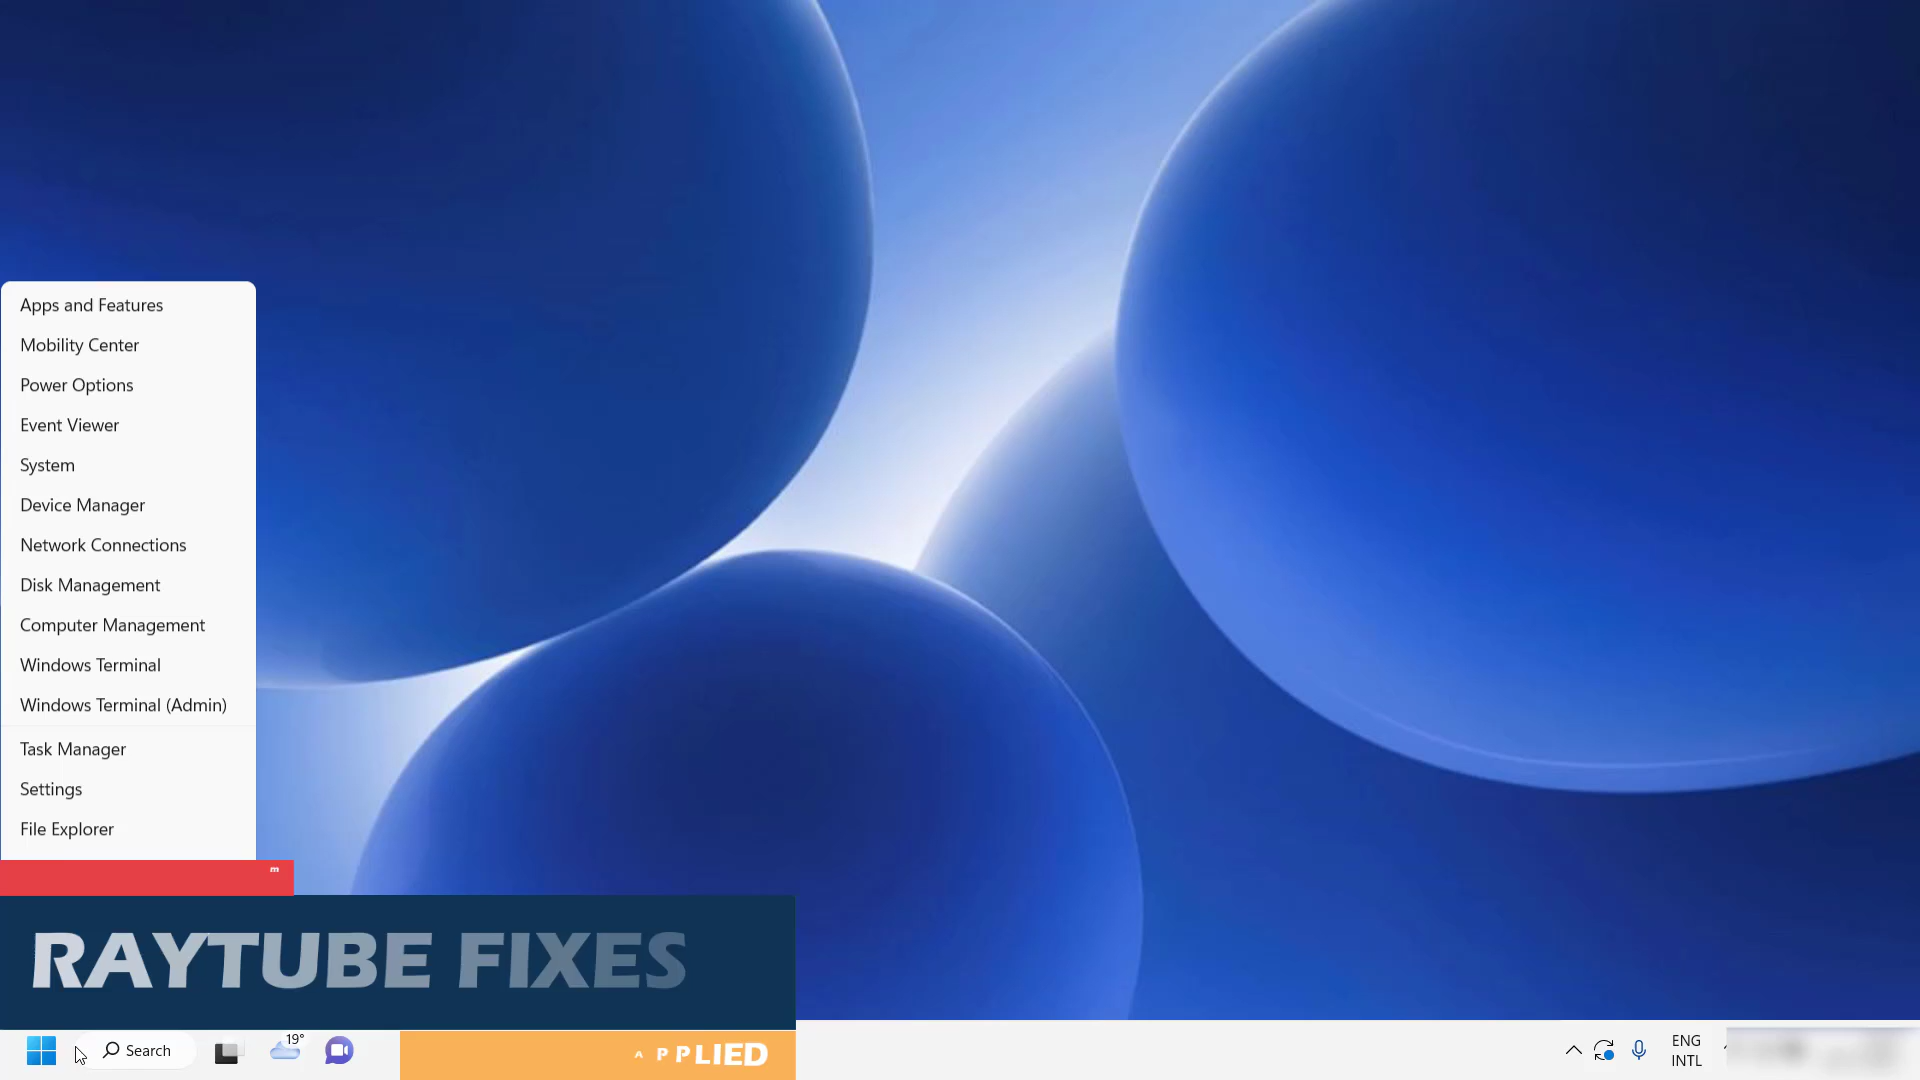 Apps and Features
Mobility Center
Power Options
Event Viewer
System
Device Manager
Network Connections
Disk Management
Computer Management
Windows Terminal
Windows Terminal (Admin)
Task Manager
Settings
File Explorer
m
RAYTUBE FIXES
Search
19°
APPLIED
ENG
INTL